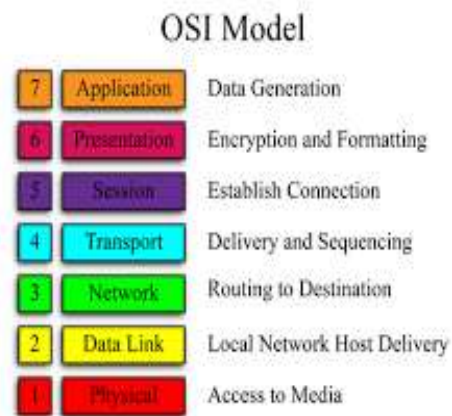 OSI Model
7 Application Data Generation
6 Presentation Encryption and Formatting
5 Session Establish Connection
4 Transport Delivery and Sequencing
3 Network Routing to Destination
2 Data Link Local Network Host Delivery
1 Physical Access to Media